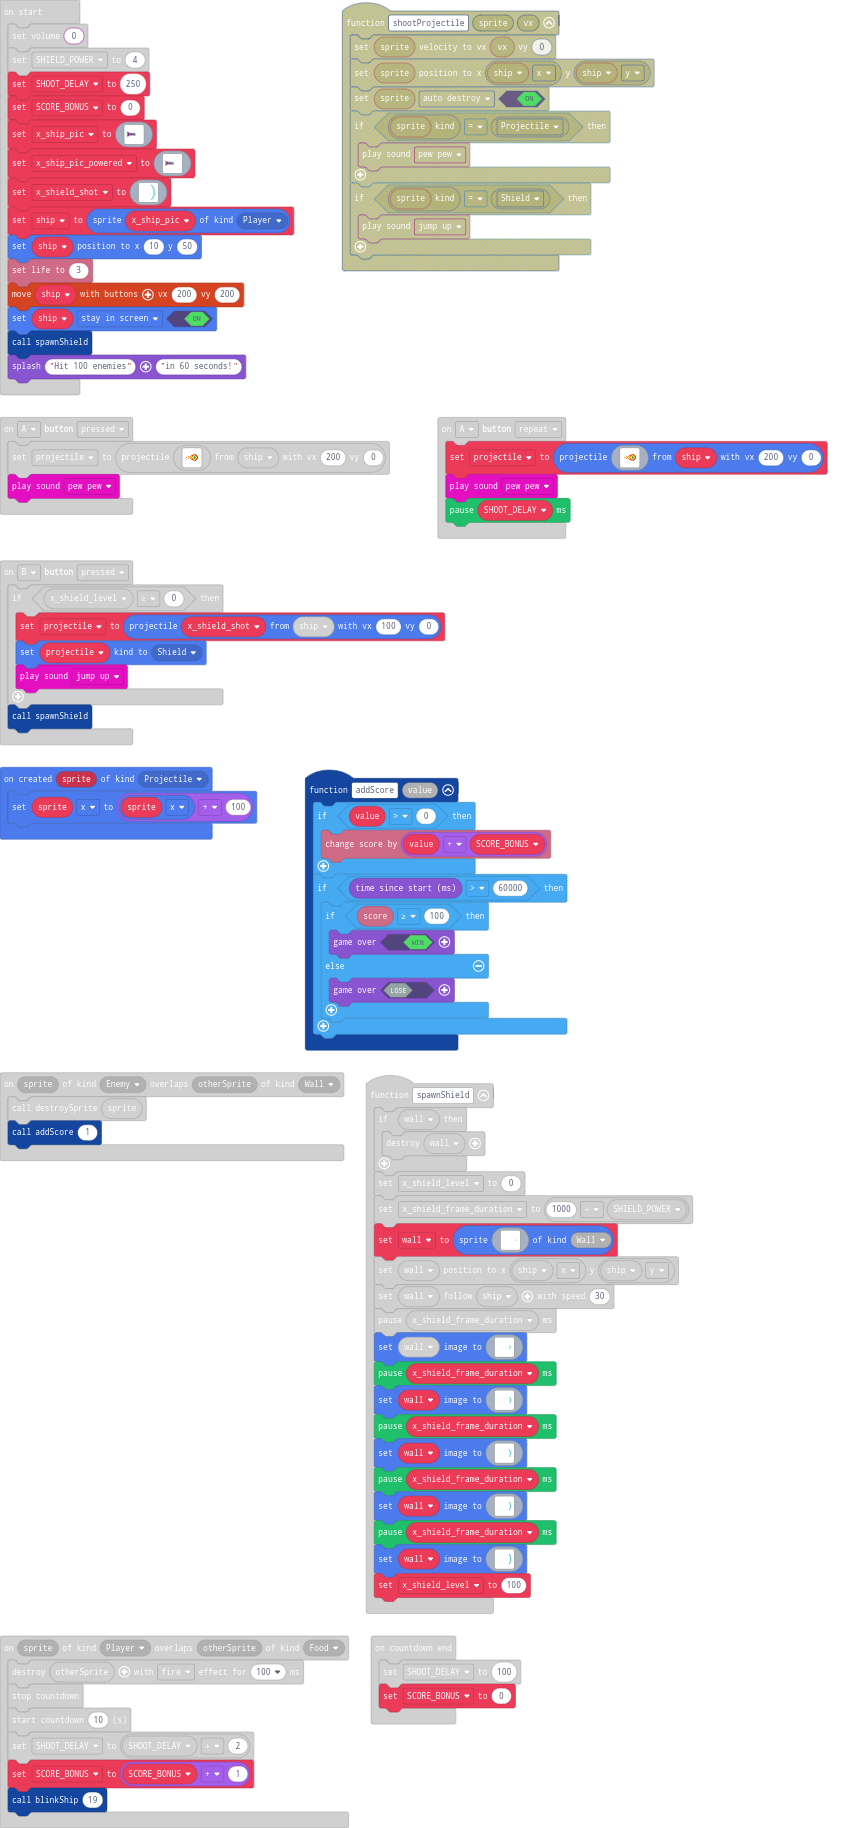 on start
set volume 0
set SHIELD_POWER to 4
set SHOOT_DELAY to 250
set SCORE_BONUS to 0
set x_ship_pic to
set x_ship_pic_powered to
set x_shield_shot to
set ship to sprite x_ship_pic of kind Player
set ship position to x 10 y 50
set life to 3
move ship with buttons + vx 200 vy 200
set ship stay in screen ON
call spawnShield
splash "Hit 100 enemies" + "in 60 seconds!"
function shootProjectile sprite vx
set sprite velocity to vx vx vy 0
set sprite position to x ship x y ship y
set sprite auto destroy ON
if sprite kind = Projectile then
play sound pew pew
if sprite kind = Shield then
play sound jump up
on A button pressed
set projectile to projectile from ship with vx 200 vy 0
play sound pew pew
on A button repeat
set projectile to projectile from ship with vx 200 vy 0
play sound pew pew
pause SHOOT_DELAY ms
on B button pressed
if x_shield_level ≥ 0 then
set projectile to projectile x_shield_shot from ship with vx 100 vy 0
set projectile kind to Shield
play sound jump up
call spawnShield
on created sprite of kind Projectile
set sprite x to sprite x + 100
function addScore value
if value > 0 then
change score by value + SCORE_BONUS
if time since start (ms) > 60000 then
if score ≥ 100 then
game over WIN
else
game over LOSE
on sprite of kind Enemy overlaps otherSprite of kind Wall
call destroySprite sprite
call addScore 1
function spawnShield
if wall then
destroy wall
set x_shield_level to 0
set x_shield_frame_duration to 1000 ÷ SHIELD_POWER
set wall to sprite of kind Wall
set wall position to x ship x y ship y
set wall follow ship + with speed 30
pause x_shield_frame_duration ms
set wall image to
pause x_shield_frame_duration ms
set wall image to
pause x_shield_frame_duration ms
set wall image to
pause x_shield_frame_duration ms
set wall image to
pause x_shield_frame_duration ms
set wall image to
set x_shield_level to 100
on sprite of kind Player overlaps otherSprite of kind Food
destroy otherSprite + with fire effect for 100 ms
stop countdown
start countdown 10 (s)
set SHOOT_DELAY to SHOOT_DELAY ÷ 2
set SCORE_BONUS to SCORE_BONUS + 1
call blinkShip 19
on countdown end
set SHOOT_DELAY to 100
set SCORE_BONUS to 0